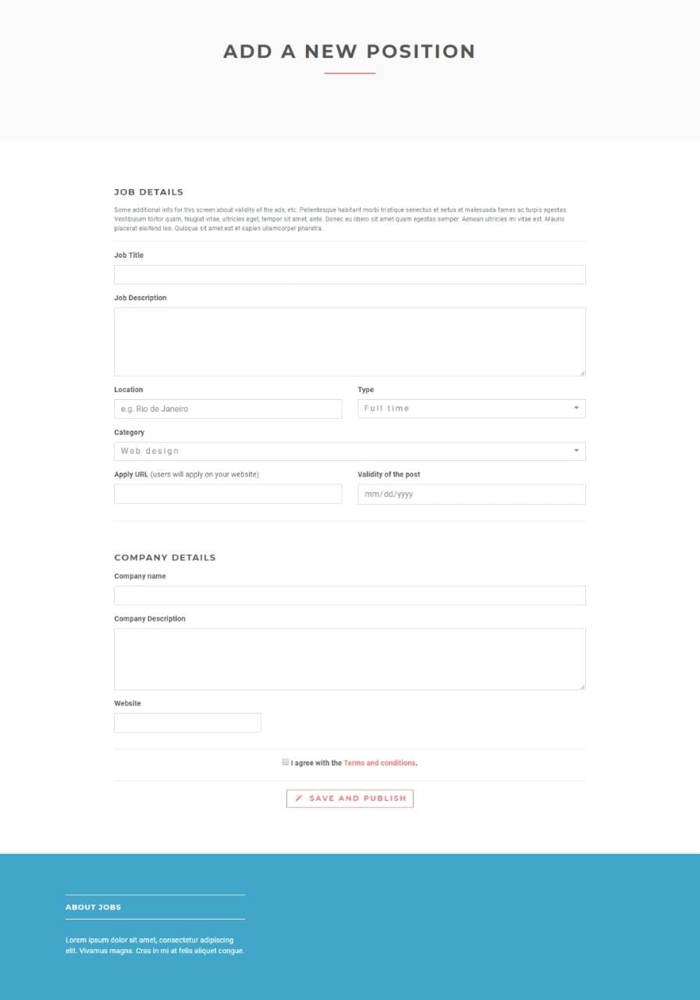 ADD A NEW POSITION
JOB DETAILS
Some additional info for this screen about validity of the ads, etc. Pellentesque habitant morbi tristique senectus et netus et malesuada fames ac turpis egestas.
Vestibulum tortor quam, feugiat vitae, ultricies eget, tempor sit amet, ante. Donec eu libero sit amet quam egestas semper. Aenean ultricies mi vitae est. Mauris
placerat eleifend leo. Quisque sit amet est et sapien ullamcorper pharetra.
Job Title
Job Description
Location
Type
e.g. Rio de Janeiro
Full time
Category
Web design
Apply URL (users will apply on your website)
Validity of the post
mm/dd/yyyy
COMPANY DETAILS
Company name
Company Description
Website
I agree with the Terms and conditions.
SAVE AND PUBLISH
ABOUT JOBS
Lorem ipsum dolor sit amet, consectetur adipiscing
elit. Vivamus magna. Cras in mi at felis aliquet congue.